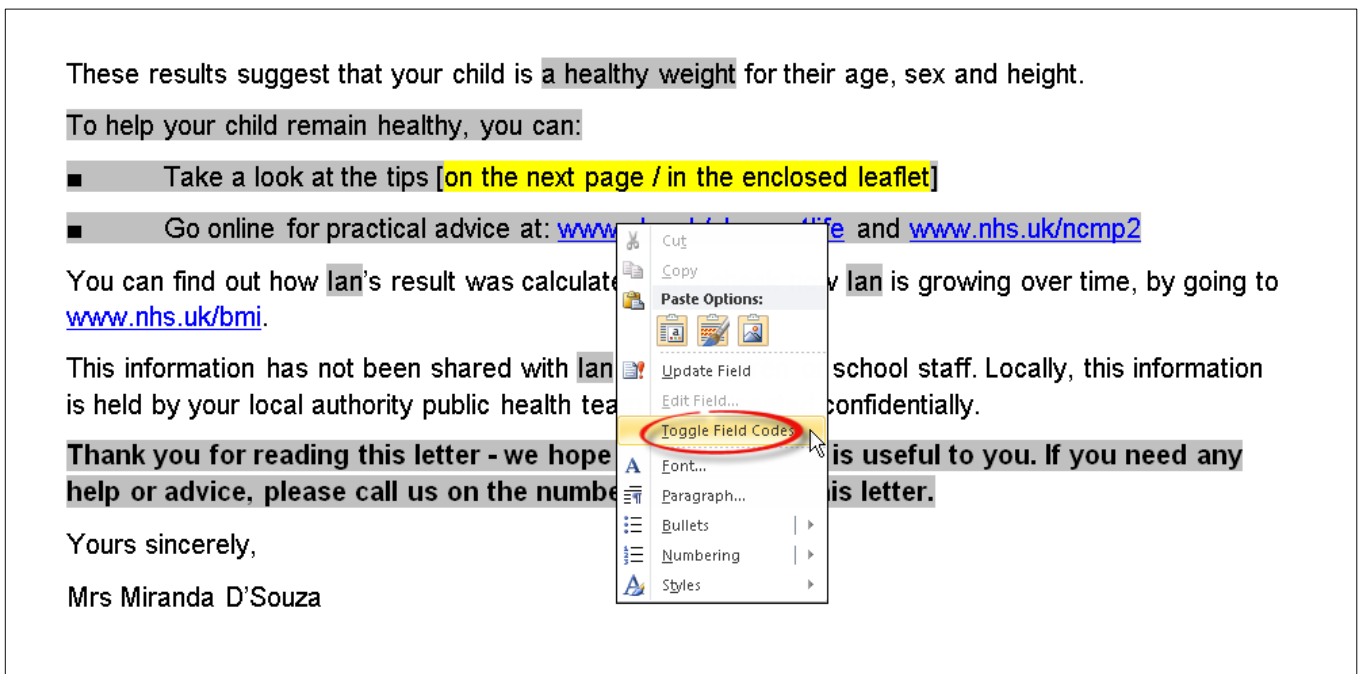 These results suggest that your child is a healthy weight for their age, sex and height.
To help your child remain healthy, you can:
■ Take a look at the tips [on the next page / in the enclosed leaflet]
■ Go online for practical advice at: and www.nhs.uk/ncmp2
You can find out how Ian's result was Ian is growing over time, by going to
www.nhs.uk/bmi.
This information has not been shared with Ian school staff. Locally, this information
is held by your local authority public health confidentially.
Thank you for reading this letter - we hope is useful to you. If you need any
help or advice, please call us on the letter.
Yours sincerely,
Mrs Miranda D'Souza
Cut
Copy
Paste Options:
Update Field
Edit Field...
Toggle Field Codes
Font...
Paragraph...
Bullets
Numbering
Styles